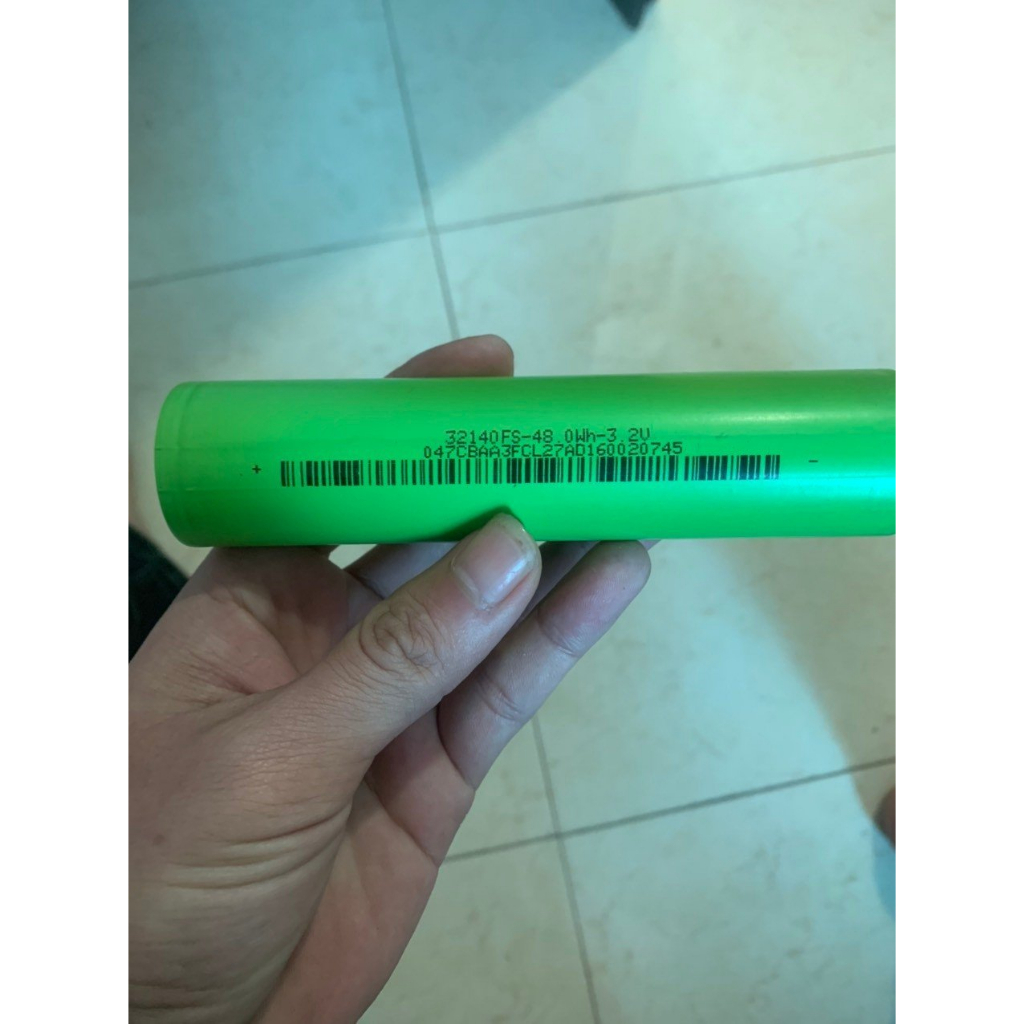 32140FS-48.0Wh-3.2V
047CBAA3FCL27AD160020745
+ -